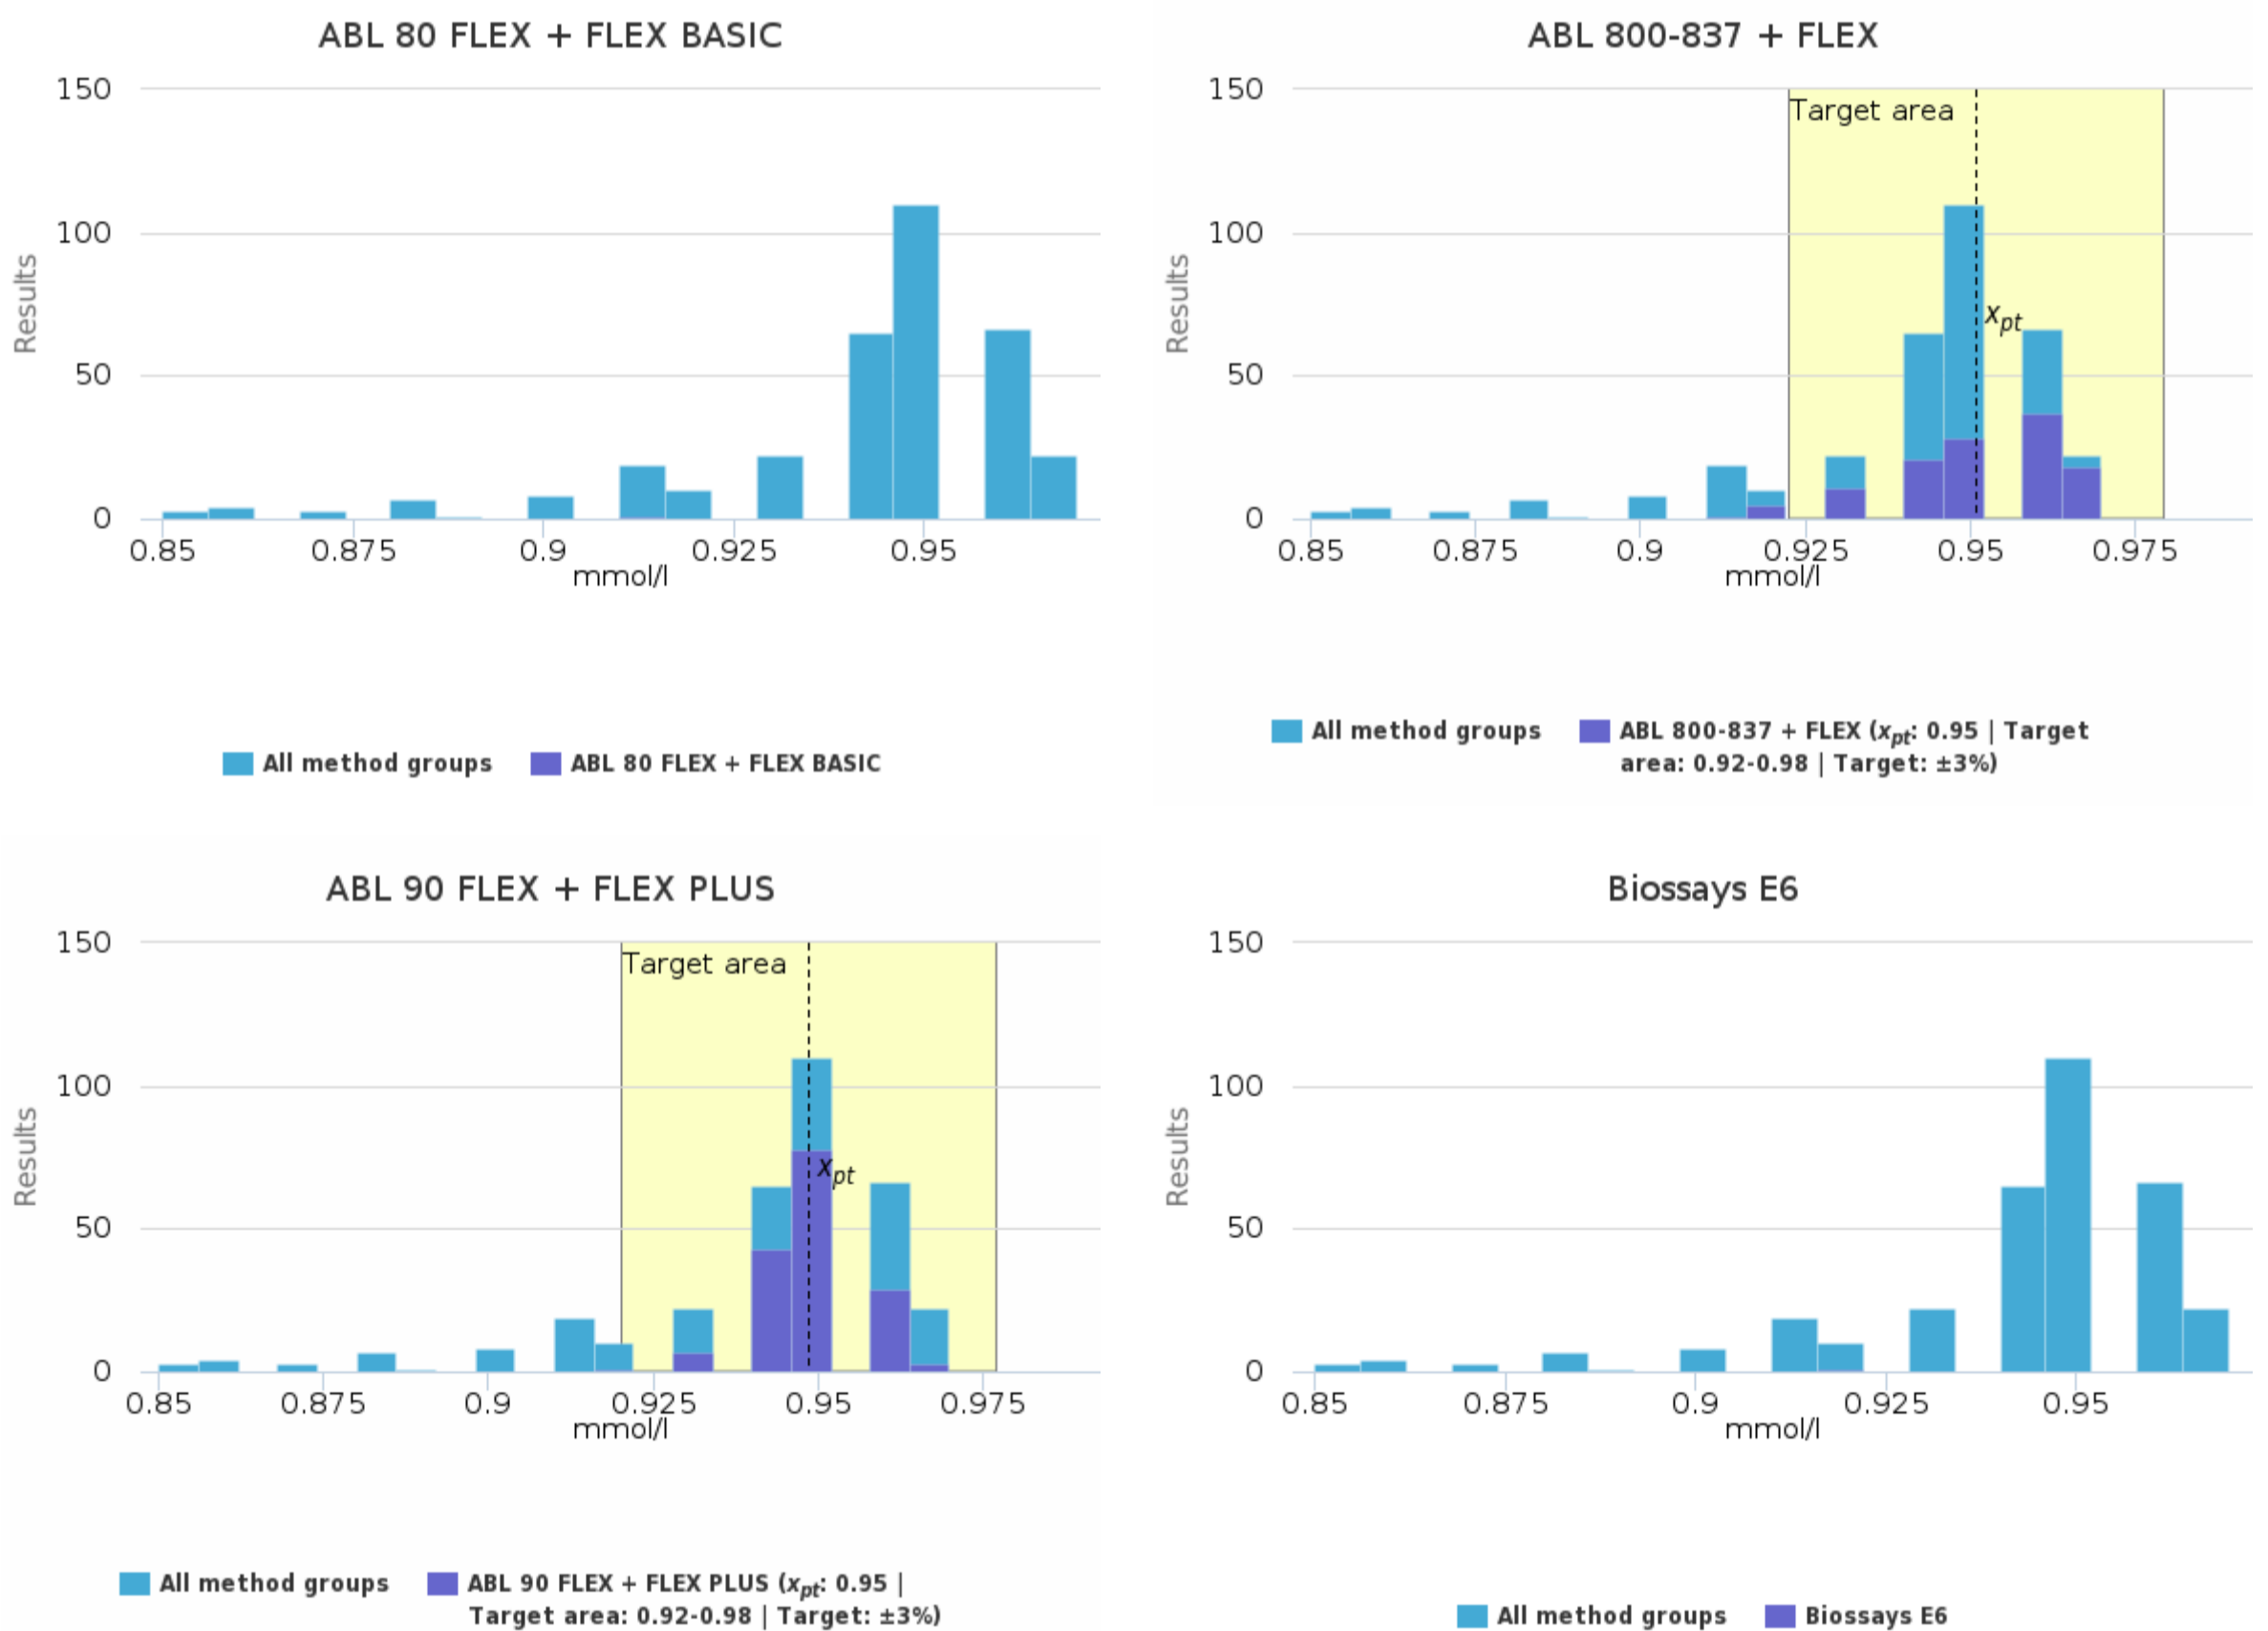 ABL 80 FLEX + FLEX BASIC
150
100
50
0
Results
0.85 0.875 0.9 0.925 0.95
mmol/l
All method groups ABL 80 FLEX + FLEX BASIC
ABL 800-837 + FLEX
150
100
50
0
Results
Target area
xpt
0.85 0.875 0.9 0.925 0.95 0.975
mmol/l
All method groups ABL 800-837 + FLEX (xpt: 0.95 | Target
area: 0.92-0.98 | Target: ±3%)
ABL 90 FLEX + FLEX PLUS
150
100
50
0
Results
Target area
xpt
0.85 0.875 0.9 0.925 0.95 0.975
mmol/l
All method groups ABL 90 FLEX + FLEX PLUS (xpt: 0.95 |
Target area: 0.92-0.98 | Target: ±3%)
Biossays E6
150
100
50
0
Results
0.85 0.875 0.9 0.925 0.95
mmol/l
All method groups Biossays E6